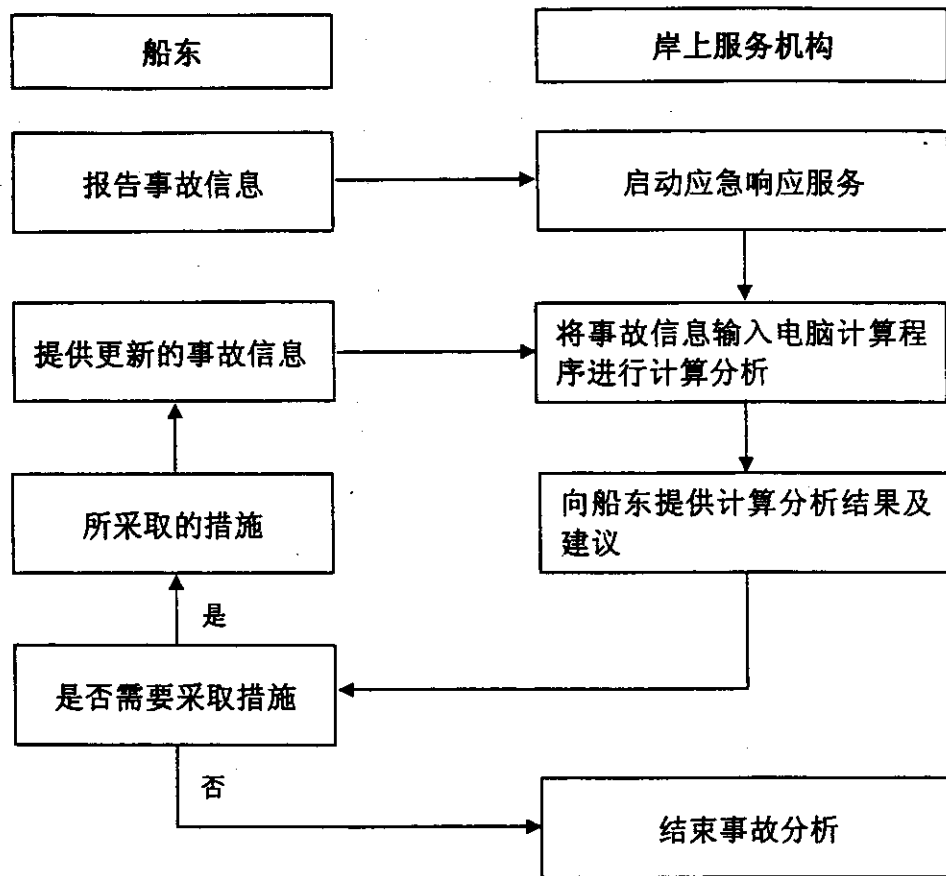 船东
岸上服务机构
报告事故信息
启动应急响应服务
提供更新的事故信息
将事故信息输入电脑计算程
序进行计算分析
所采取的措施
向船东提供计算分析结果及
建议
是
是否需要采取措施
否
结束事故分析